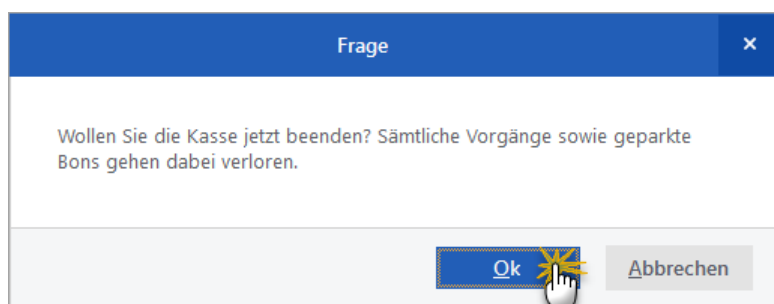 Frage
Wollen Sie die Kasse jetzt beenden? Sämtliche Vorgänge sowie geparkte
Bons gehen dabei verloren.
Ok
Abbrechen